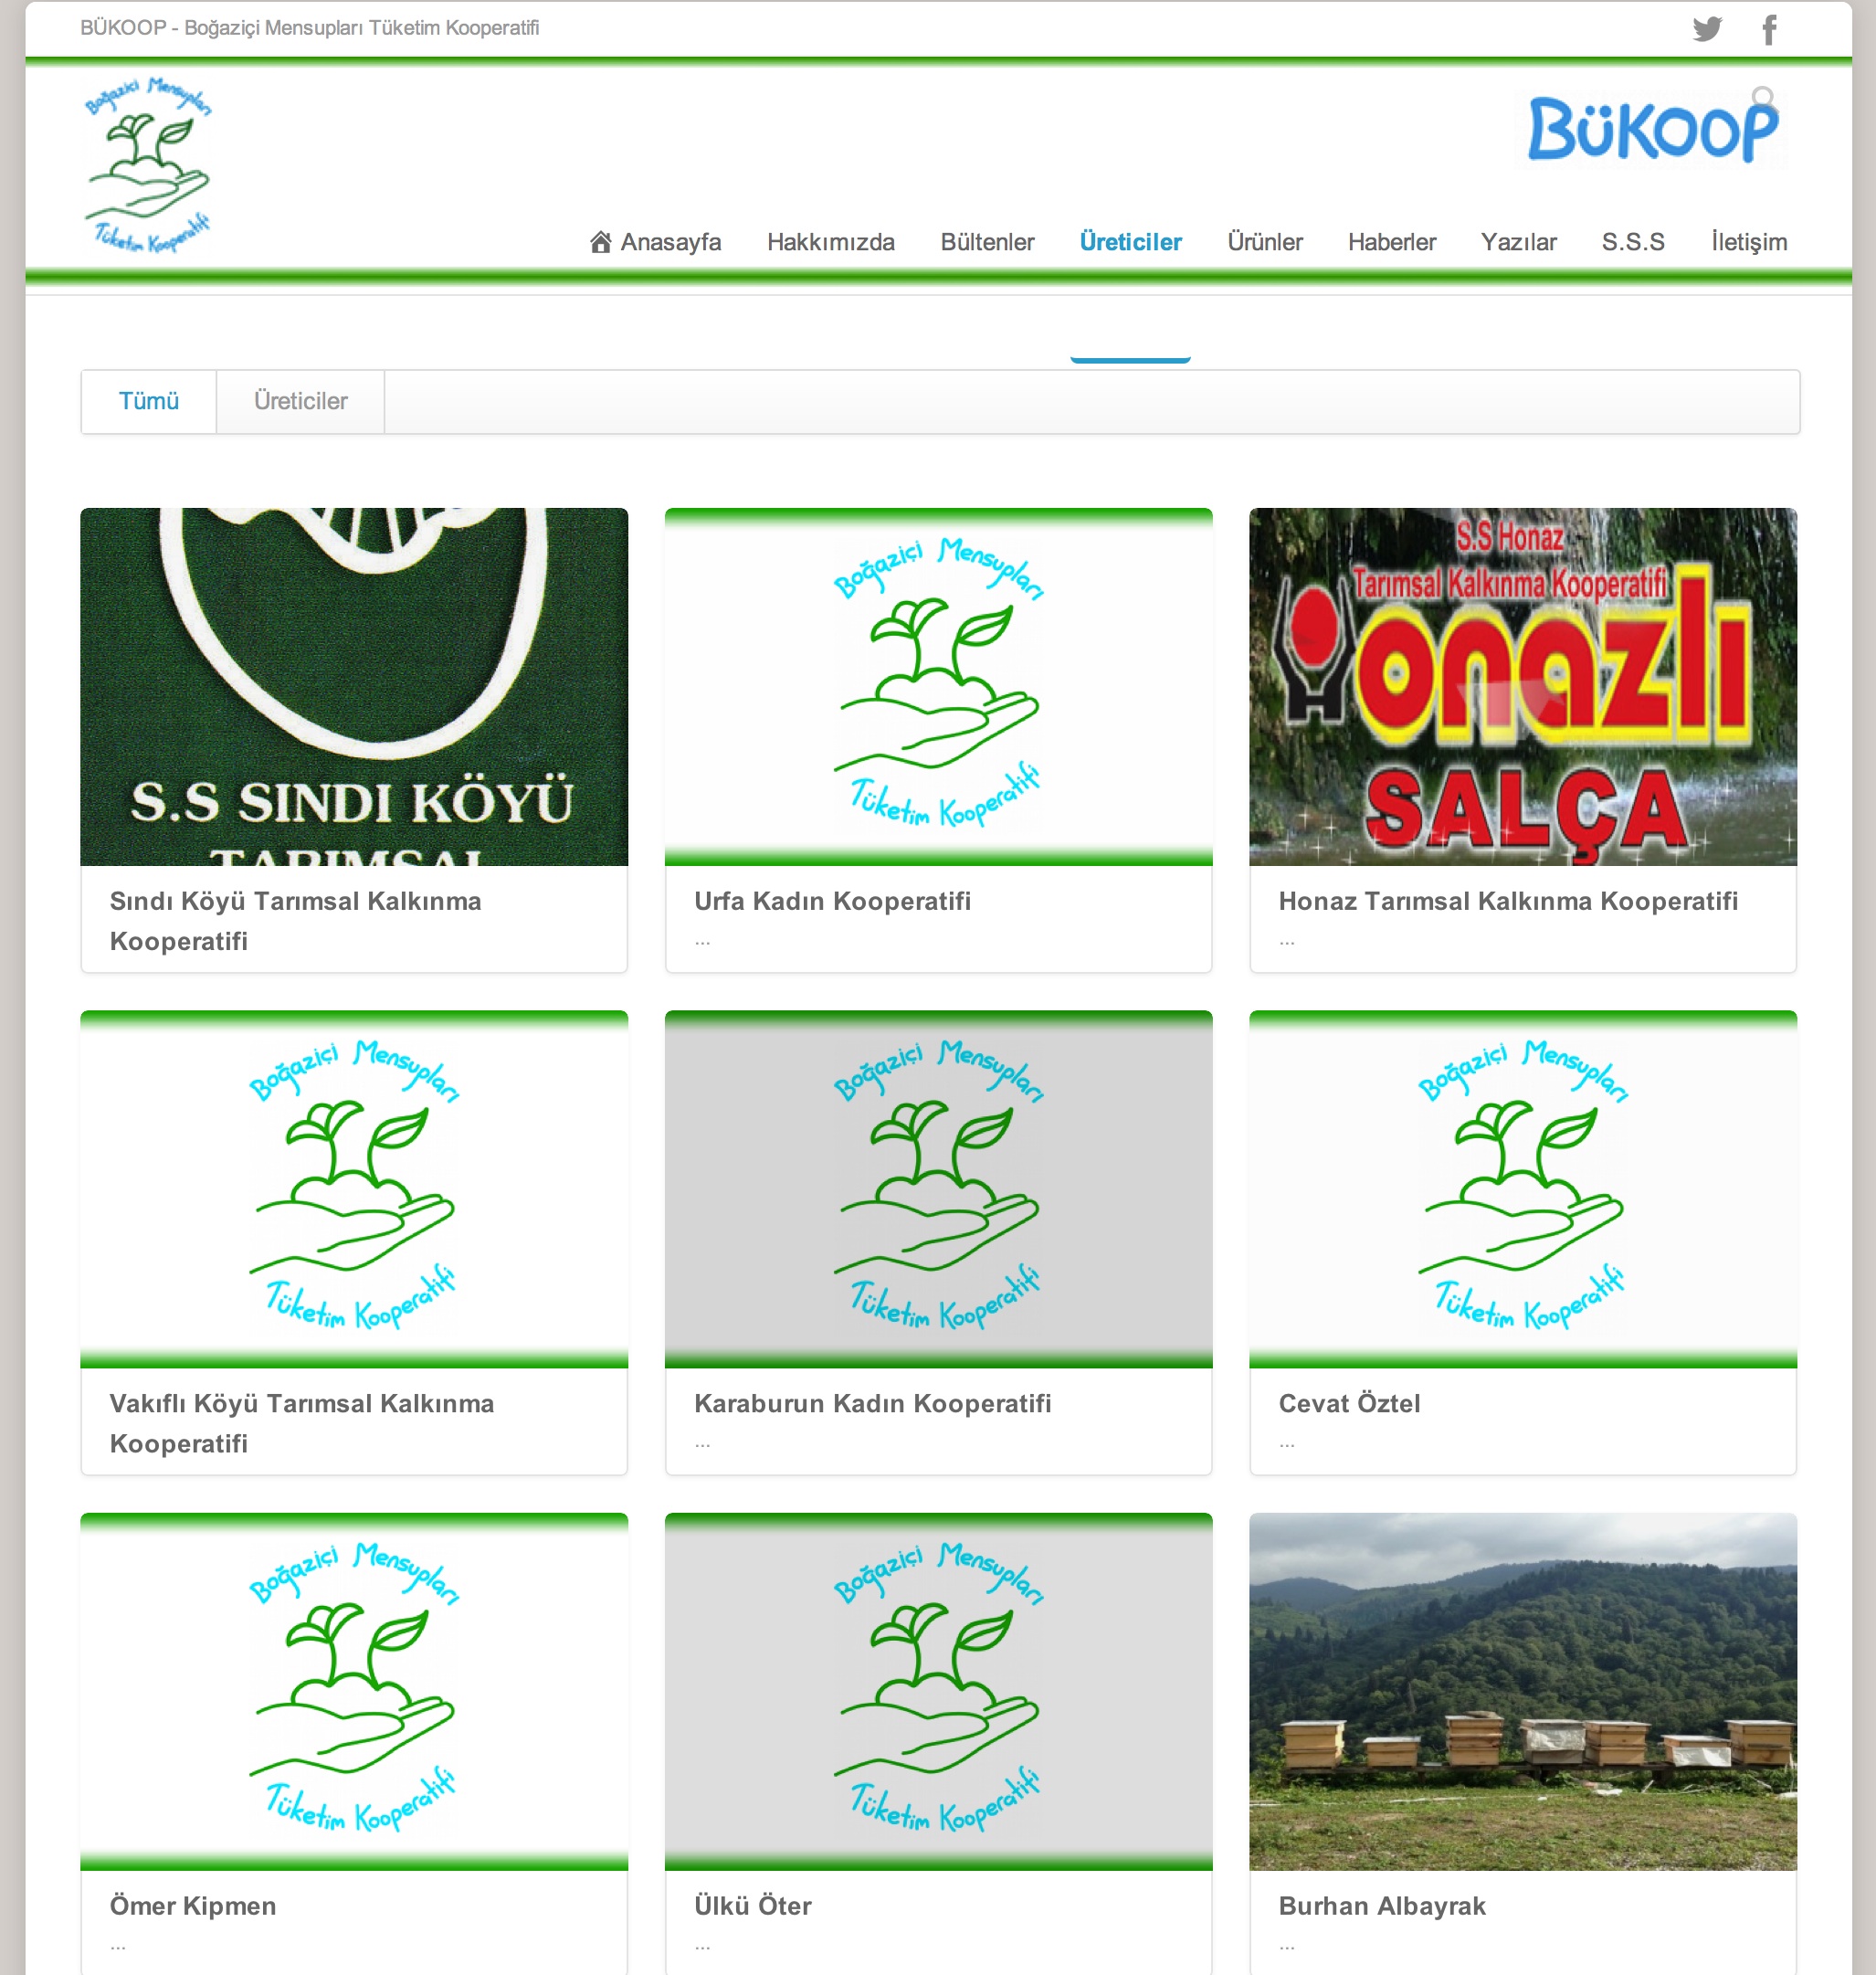 BÜKOOP - Boğaziçi Mensupları Tüketim Kooperatifi
Boğaziçi Mensupları
Tüketim Kooperatifi
BÜKOOP
Anasayfa Hakkımızda Bültenler Üreticiler Ürünler Haberler Yazılar S.S.S İletişim
Tümü Üreticiler
S.S SINDI KÖYÜ
TARIMSAL
Sındı Köyü Tarımsal Kalkınma
Kooperatifi
Boğaziçi Mensupları
Tüketim Kooperatifi
Urfa Kadın Kooperatifi
...
S.S Honaz
Tarımsal Kalkınma Kooperatifi
Honazlı
SALÇA
Honaz Tarımsal Kalkınma Kooperatifi
...
Boğaziçi Mensupları
Tüketim Kooperatifi
Vakıflı Köyü Tarımsal Kalkınma
Kooperatifi
Boğaziçi Mensupları
Tüketim Kooperatifi
Karaburun Kadın Kooperatifi
...
Boğaziçi Mensupları
Tüketim Kooperatifi
Cevat Öztel
...
Boğaziçi Mensupları
Tüketim Kooperatifi
Ömer Kipmen
...
Boğaziçi Mensupları
Tüketim Kooperatifi
Ülkü Öter
...
Burhan Albayrak
...